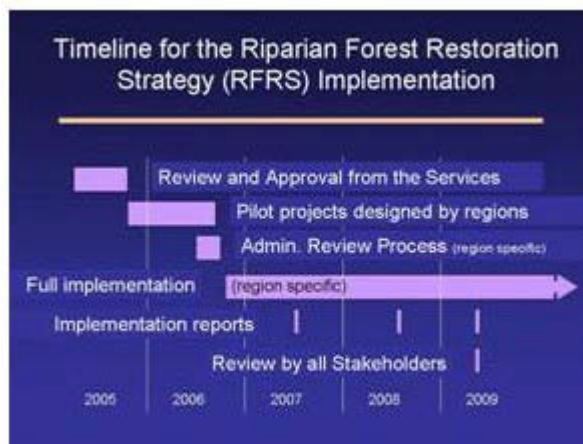 Timeline for the Riparian Forest Restoration
Strategy (RFRS) Implementation
Review and Approval from the Services
Pilot projects designed by regions
Admin. Review Process (region specific)
Full implementation (region specific)
Implementation reports
Review by all Stakeholders
2005 2006 2007 2008 2009